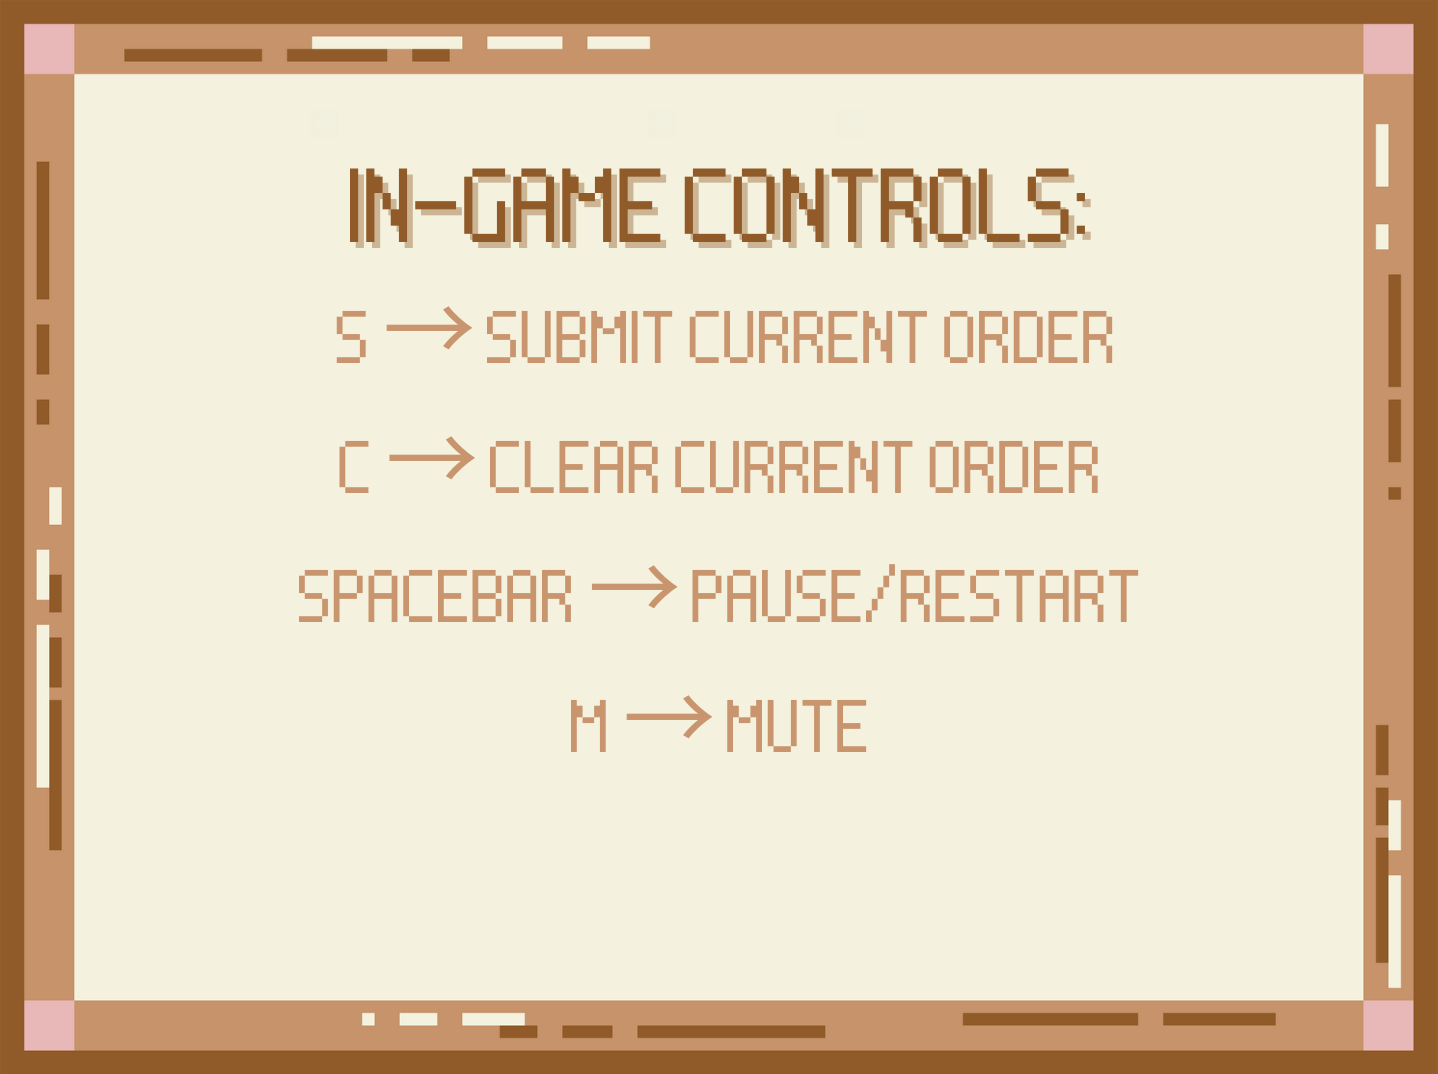 IN-GAME CONTROLS:
S → SUBMIT CURRENT ORDER
C → CLEAR CURRENT ORDER
SPACEBAR → PAUSE/RESTART
M → MUTE